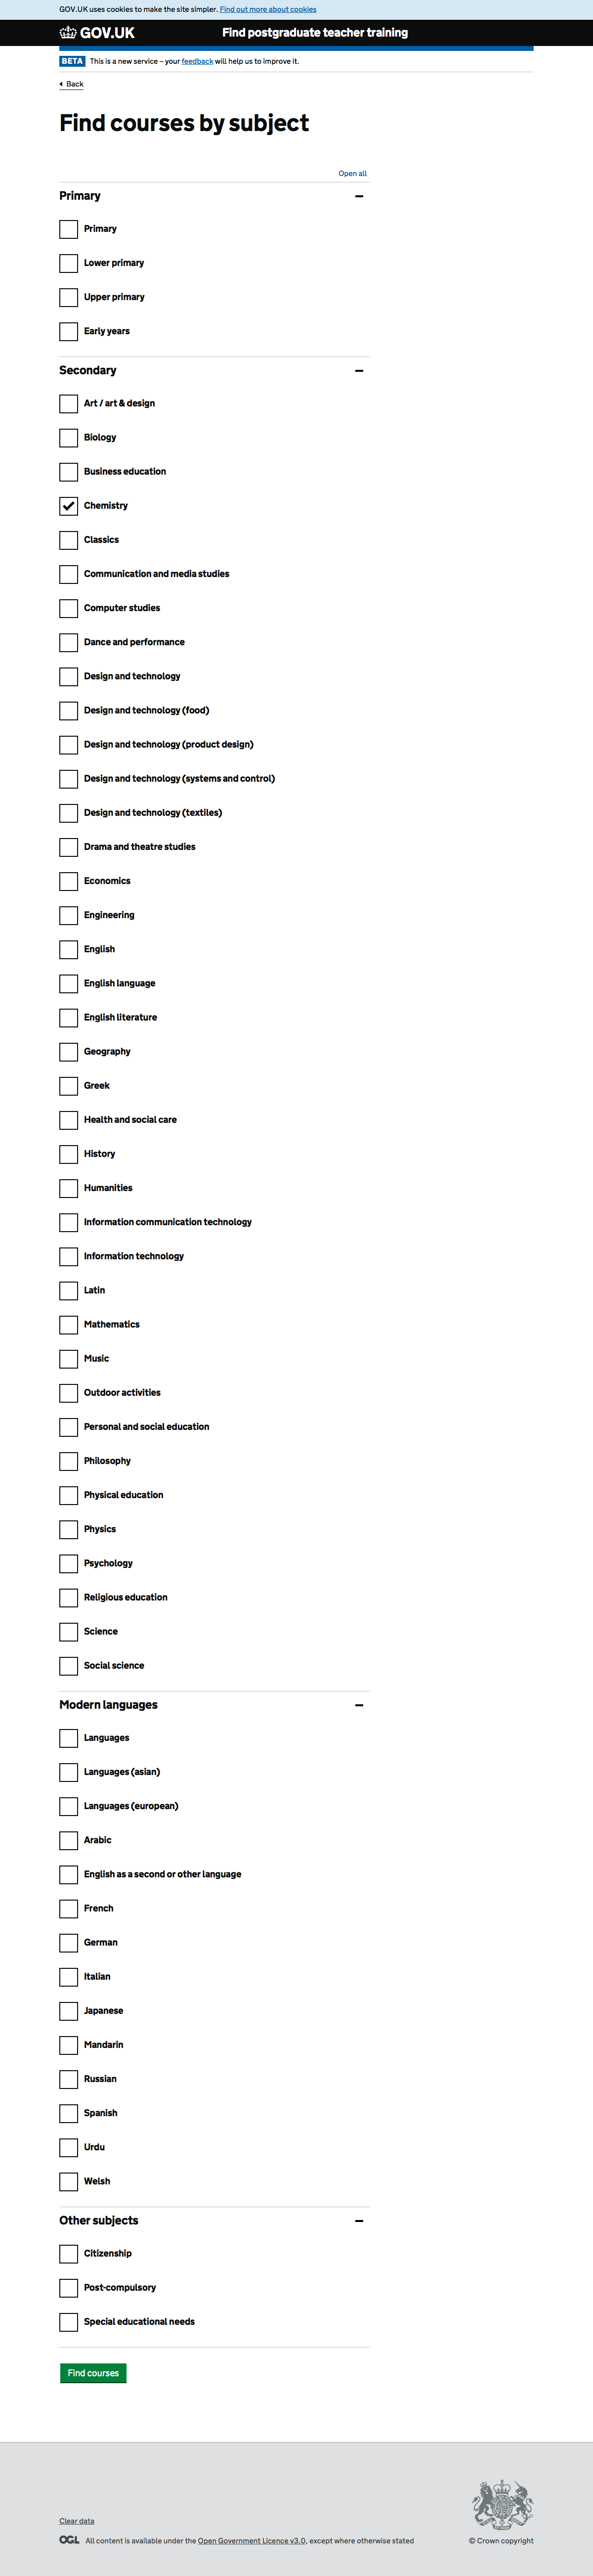 GOV.UK uses cookies to make the site simpler. Find out more about cookies
GOV.UK Find postgraduate teacher training
BETA This is a new service – your feedback will help us to improve it.
Back
Find courses by subject
Open all
Primary
Primary
Lower primary
Upper primary
Early years
Secondary
Art / art & design
Biology
Business education
Chemistry
Classics
Communication and media studies
Computer studies
Dance and performance
Design and technology
Design and technology (food)
Design and technology (product design)
Design and technology (systems and control)
Design and technology (textiles)
Drama and theatre studies
Economics
Engineering
English
English language
English literature
Geography
Greek
Health and social care
History
Humanities
Information communication technology
Information technology
Latin
Mathematics
Music
Outdoor activities
Personal and social education
Philosophy
Physical education
Physics
Psychology
Religious education
Science
Social science
Modern languages
Languages
Languages (asian)
Languages (european)
Arabic
English as a second or other language
French
German
Italian
Japanese
Mandarin
Russian
Spanish
Urdu
Welsh
Other subjects
Citizenship
Post-compulsory
Special educational needs
Find courses
Clear data
OGL All content is available under the Open Government Licence v3.0, except where otherwise stated
© Crown copyright